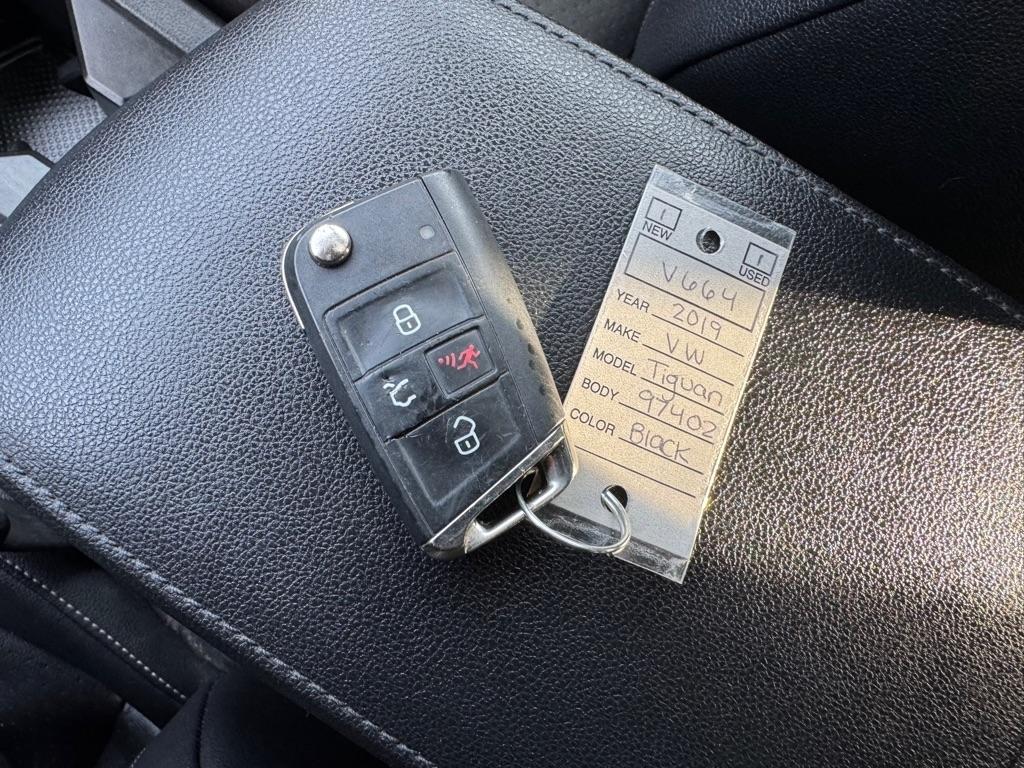 NEW
USED
V664
YEAR 2019
MAKE VW
MODEL Tiguan
BODY 97402
COLOR Black